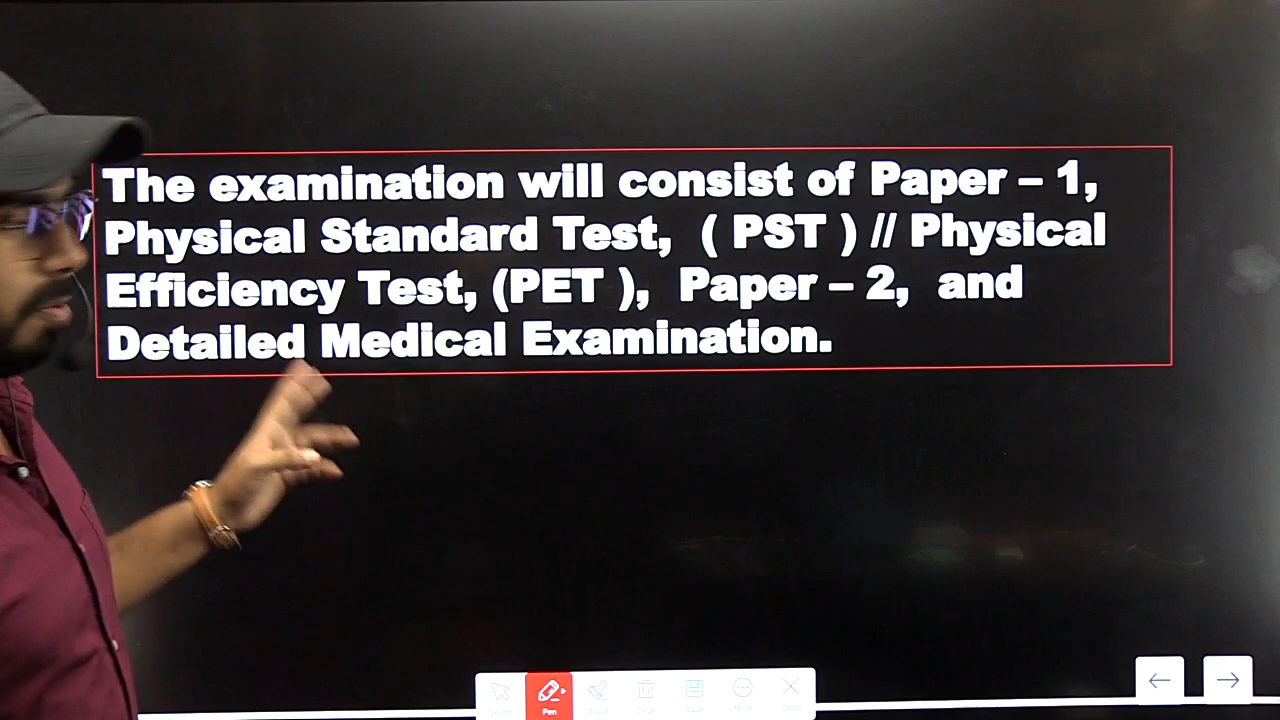 The examination will consist of Paper – 1,
Physical Standard Test, ( PST ) // Physical
Efficiency Test, (PET ), Paper – 2, and
Detailed Medical Examination.
Pen